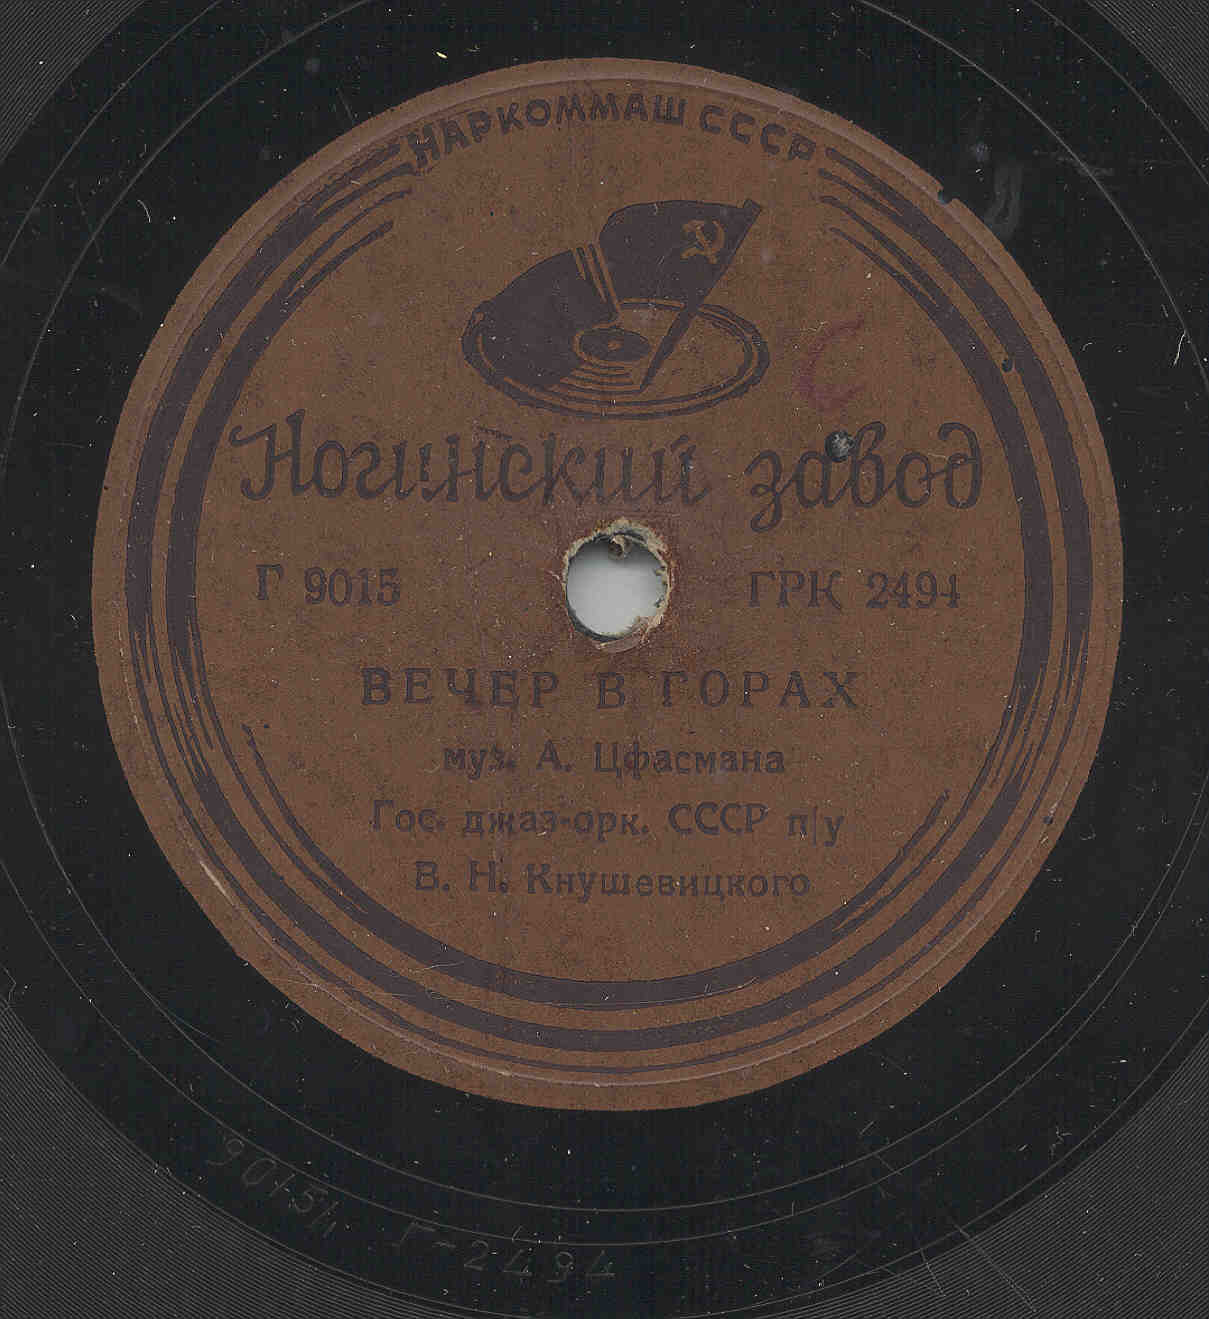 НАРКОММАШ СССР
Ногинский завод
Г 9015 ГРК 2494
ВЕЧЕР В ГОРАХ
муз. А. Цфасмана
Гос. джаз-орк. СССР п/у
В. Н. Кнушевицкого
Г-2494